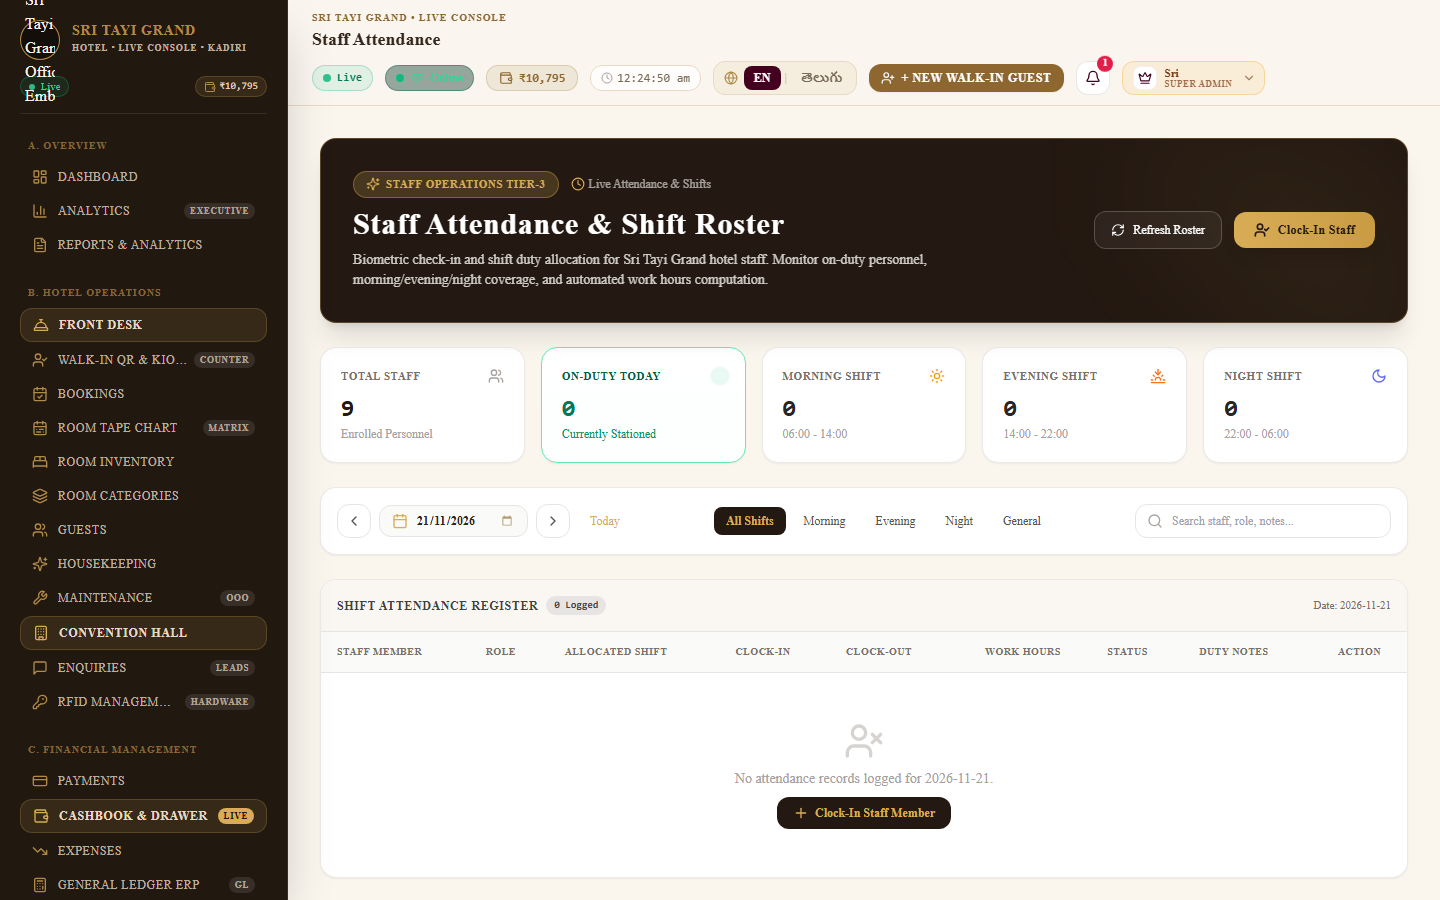 Sri
Tayi
Gran
Offic
Emb
SRI TAYI GRAND
HOTEL • LIVE CONSOLE • KADIRI
Live
₹10,795
A. OVERVIEW
DASHBOARD
ANALYTICS
EXECUTIVE
REPORTS & ANALYTICS
B. HOTEL OPERATIONS
FRONT DESK
WALK-IN QR & KIO...
COUNTER
BOOKINGS
ROOM TAPE CHART
MATRIX
ROOM INVENTORY
ROOM CATEGORIES
GUESTS
HOUSEKEEPING
MAINTENANCE
OOO
CONVENTION HALL
ENQUIRIES
LEADS
RFID MANAGEM...
HARDWARE
C. FINANCIAL MANAGEMENT
PAYMENTS
CASHBOOK & DRAWER
LIVE
EXPENSES
GENERAL LEDGER ERP
GL
SRI TAYI GRAND • LIVE CONSOLE
Staff Attendance
Live
₹10,795
12:24:50 am
EN
తెలుగు
+ NEW WALK-IN GUEST
1
Sri
SUPER ADMIN
STAFF OPERATIONS TIER-3
Live Attendance & Shifts
Staff Attendance & Shift Roster
Biometric check-in and shift duty allocation for Sri Tayi Grand hotel staff. Monitor on-duty personnel,
morning/evening/night coverage, and automated work hours computation.
Refresh Roster
Clock-In Staff
TOTAL STAFF
9
Enrolled Personnel
ON-DUTY TODAY
0
Currently Stationed
MORNING SHIFT
0
06:00 - 14:00
EVENING SHIFT
0
14:00 - 22:00
NIGHT SHIFT
0
22:00 - 06:00
21/11/2026
Today
All Shifts
Morning
Evening
Night
General
Search staff, role, notes...
SHIFT ATTENDANCE REGISTER
0 Logged
Date: 2026-11-21
STAFF MEMBER
ROLE
ALLOCATED SHIFT
CLOCK-IN
CLOCK-OUT
WORK HOURS
STATUS
DUTY NOTES
ACTION
No attendance records logged for 2026-11-21.
Clock-In Staff Member